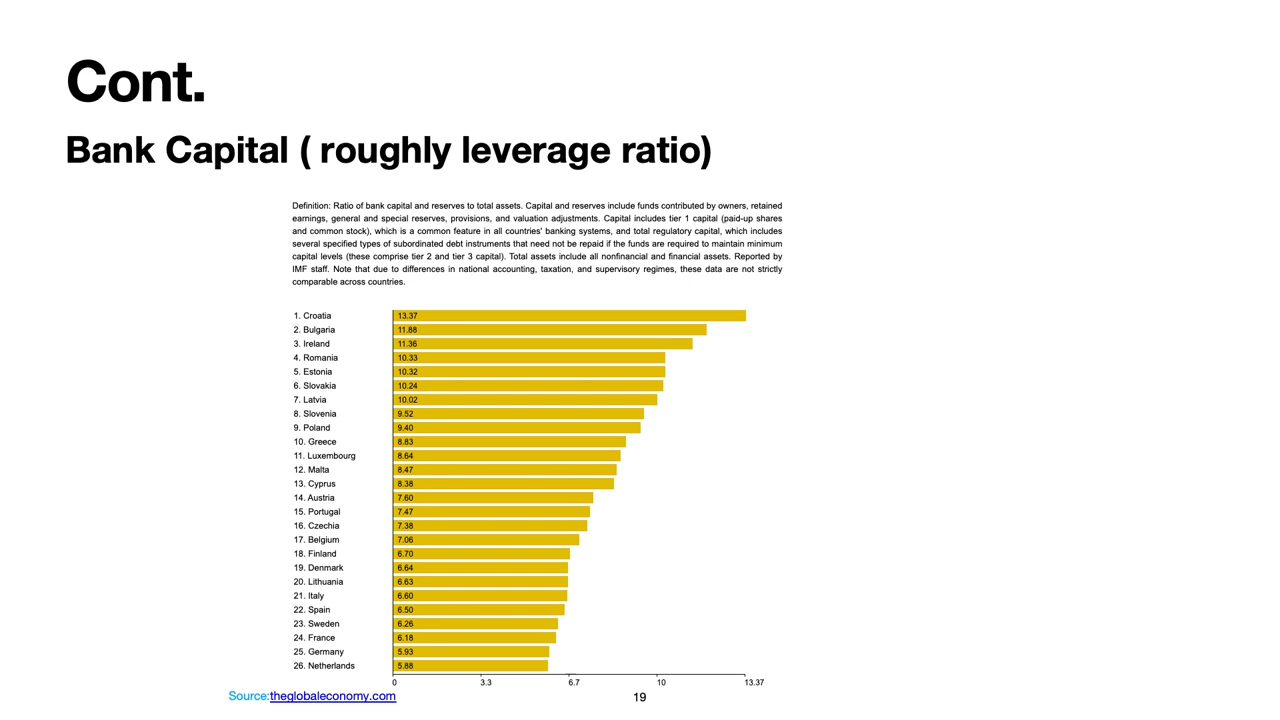 Cont.
Bank Capital ( roughly leverage ratio)
Definition: Ratio of bank capital and reserves to total assets. Capital and reserves include funds contributed by owners, retained
earnings, general and special reserves, provisions, and valuation adjustments. Capital includes tier 1 capital (paid-up shares
and common stock), which is a common feature in all countries' banking systems, and total regulatory capital, which includes
several specified types of subordinated debt instruments that need not be repaid if the funds are required to maintain minimum
capital levels (these comprise tier 2 and tier 3 capital). Total assets include all nonfinancial and financial assets. Reported by
IMF staff. Note that due to differences in national accounting, taxation, and supervisory regimes, these data are not strictly
comparable across countries.
1. Croatia 13.37
2. Bulgaria 11.88
3. Ireland 11.36
4. Romania 10.33
5. Estonia 10.32
6. Slovakia 10.24
7. Latvia 10.02
8. Slovenia 9.52
9. Poland 9.40
10. Greece 8.83
11. Luxembourg 8.64
12. Malta 8.47
13. Cyprus 8.38
14. Austria 7.60
15. Portugal 7.47
16. Czechia 7.38
17. Belgium 7.06
18. Finland 6.70
19. Denmark 6.64
20. Lithuania 6.63
21. Italy 6.60
22. Spain 6.50
23. Sweden 6.26
24. France 6.18
25. Germany 5.93
26. Netherlands 5.88
0 3.3 6.7 10 13.37
Source:theglobaleconomy.com
19